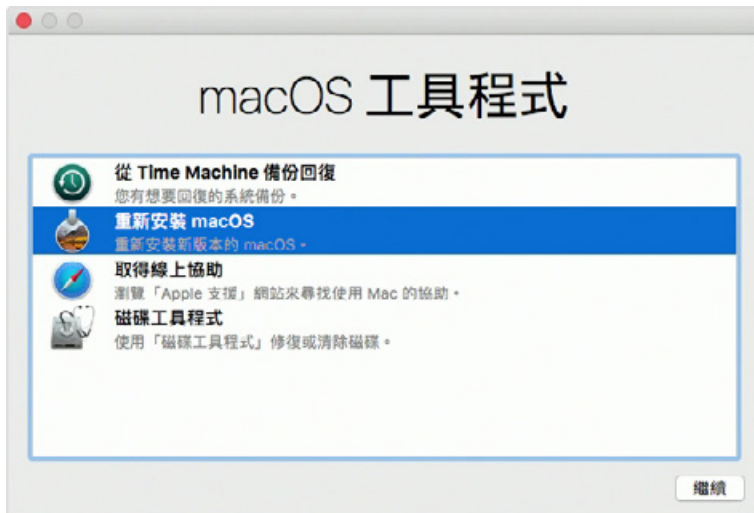 macOS 工具程式
從 Time Machine 備份回復
您有想要回復的系統備份。
重新安裝 macOS
重新安裝新版本的 macOS。
取得線上協助
瀏覽「Apple 支援」網站來尋找使用 Mac 的協助。
磁碟工具程式
使用「磁碟工具程式」修復或清除磁碟。
繼續